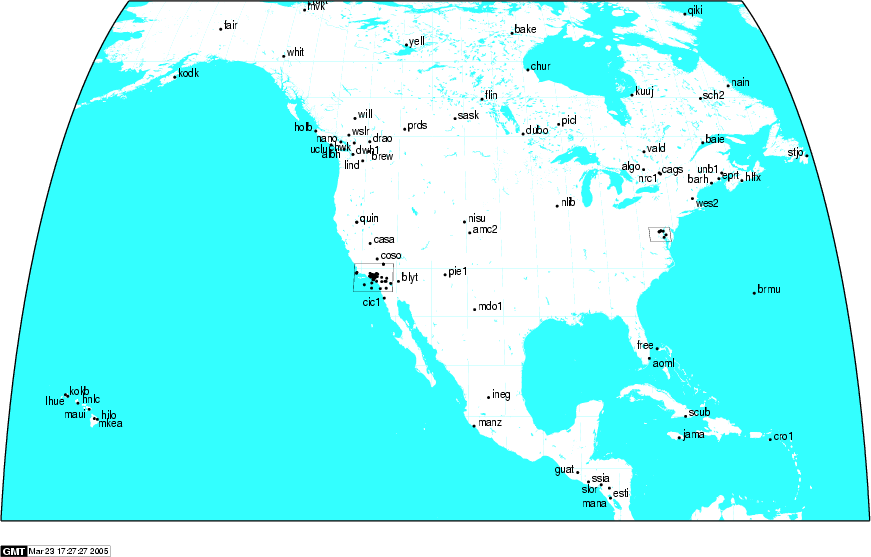 invk
qiki
fair
bake
yell
whit
chur
kodk
nain
kuuj
sch2
flin
will
sask
picl
holb
wslr
prds
dubo
nano
drao
baie
uclu
chwk
dwh1
vald
stjo
albh
brew
lind
algo
cags
unb1
nrc1
barh
eprt
hlfx
nlib
wes2
quin
nisu
amc2
casa
coso
pie1
blyt
brmu
cic1
mdo1
free
aoml
kokb
lhue
hnlc
ineg
maui
hilo
mkea
scub
manz
jama
cro1
guat
ssia
slor
esti
mana
GMT Mar 23 17:27:27 2005